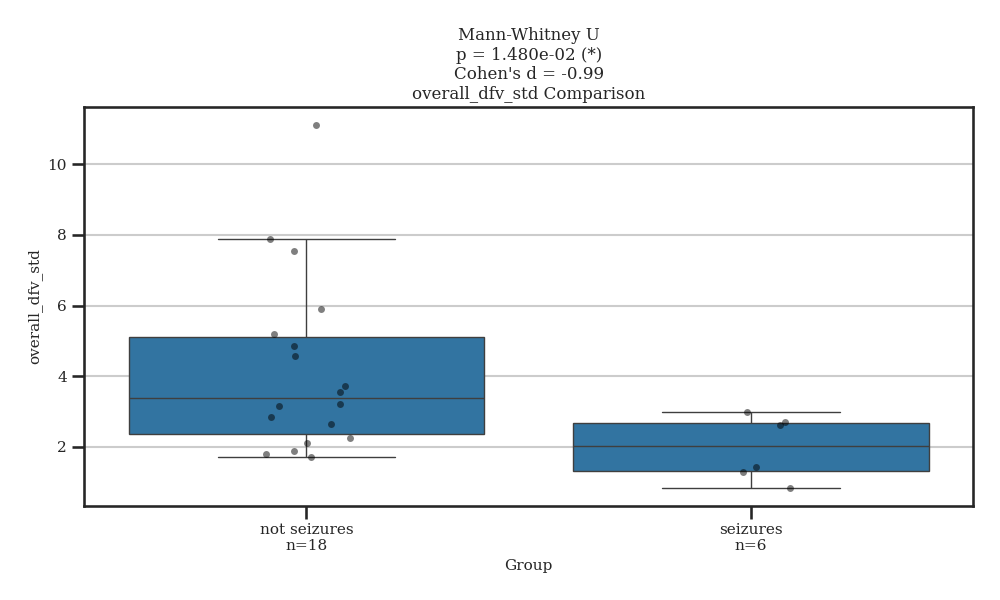 Mann-Whitney U
p = 1.480e-02 (*)
Cohen's d = -0.99
overall_dfv_std Comparison
overall_dfv_std
10
8
6
4
2
not seizures
n=18
seizures
n=6
Group